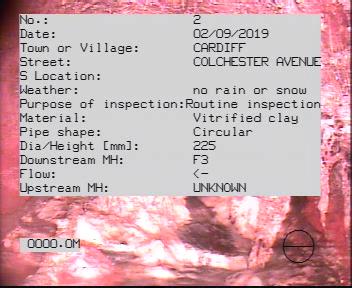 No.: 2
Date: 02/09/2019
Town or Village: CARDIFF
Street: COLCHESTER AVENUE
S Location:
Weather: no rain or snow
Purpose of inspection:Routine inspection
Material: Vitrified clay
Pipe shape: Circular
Dia/Height [mm]: 225
Downstream MH: F3
Flow: <-
Upstream MH: UNKNOWN
0000.0M